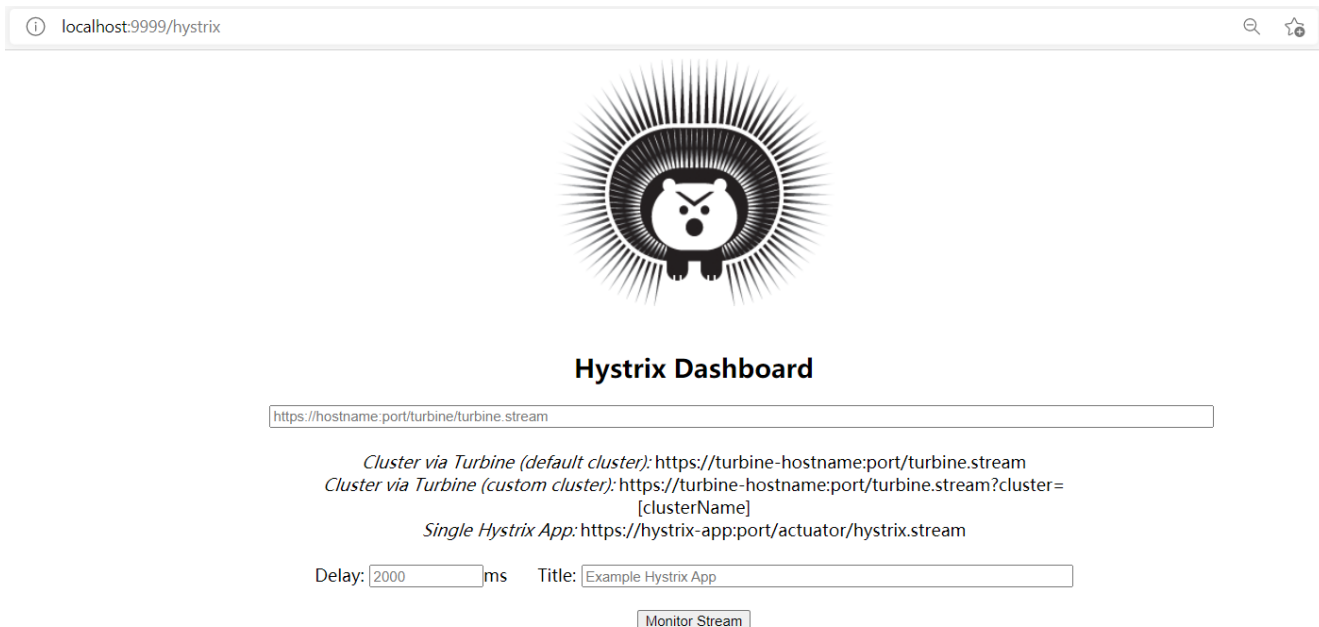 localhost:9999/hystrix
Hystrix Dashboard
https://hostname:port/turbine/turbine.stream
Cluster via Turbine (default cluster): https://turbine-hostname:port/turbine.stream
Cluster via Turbine (custom cluster): https://turbine-hostname:port/turbine.stream?cluster=
[clusterName]
Single Hystrix App: https://hystrix-app:port/actuator/hystrix.stream
Delay: 2000 ms Title: Example Hystrix App
Monitor Stream